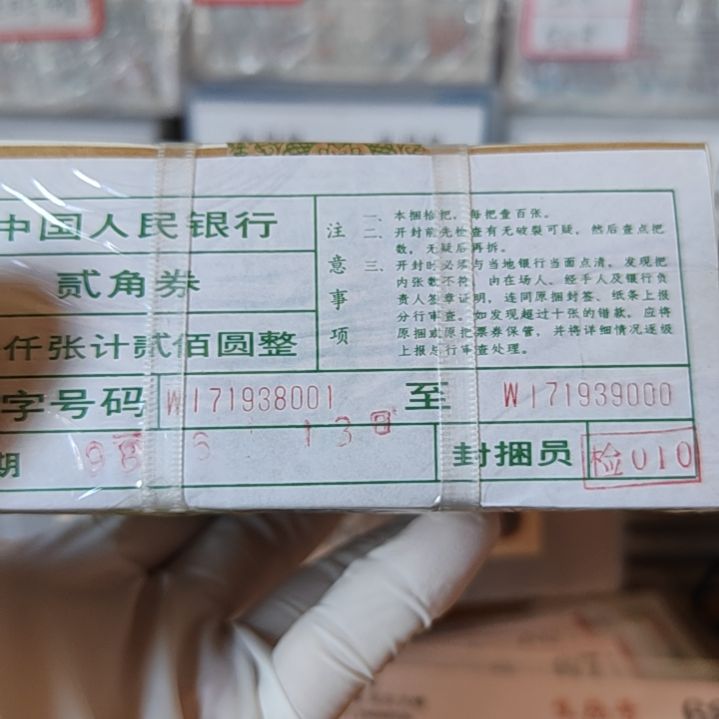 中国人民银行
贰角券
仟张计贰佰圆整
字号码 W171938001 至 W171939000
期 98 6 13
封捆员 检010
注意事项
一、本捆拾把，每把壹百张。
二、开封前先检查有无破裂可疑，然后查点把
数，无疑后再拆。
三、开封时必须与当地银行当面点清，发现把
内张数不符，由在场人、经手人及银行负
责人签章证明，连同原捆封签、纸条上报
分行审查。如发现超过十张的错款，应将
原捆或原把票券保管，并将详细情况逐级
上报总行审查处理。